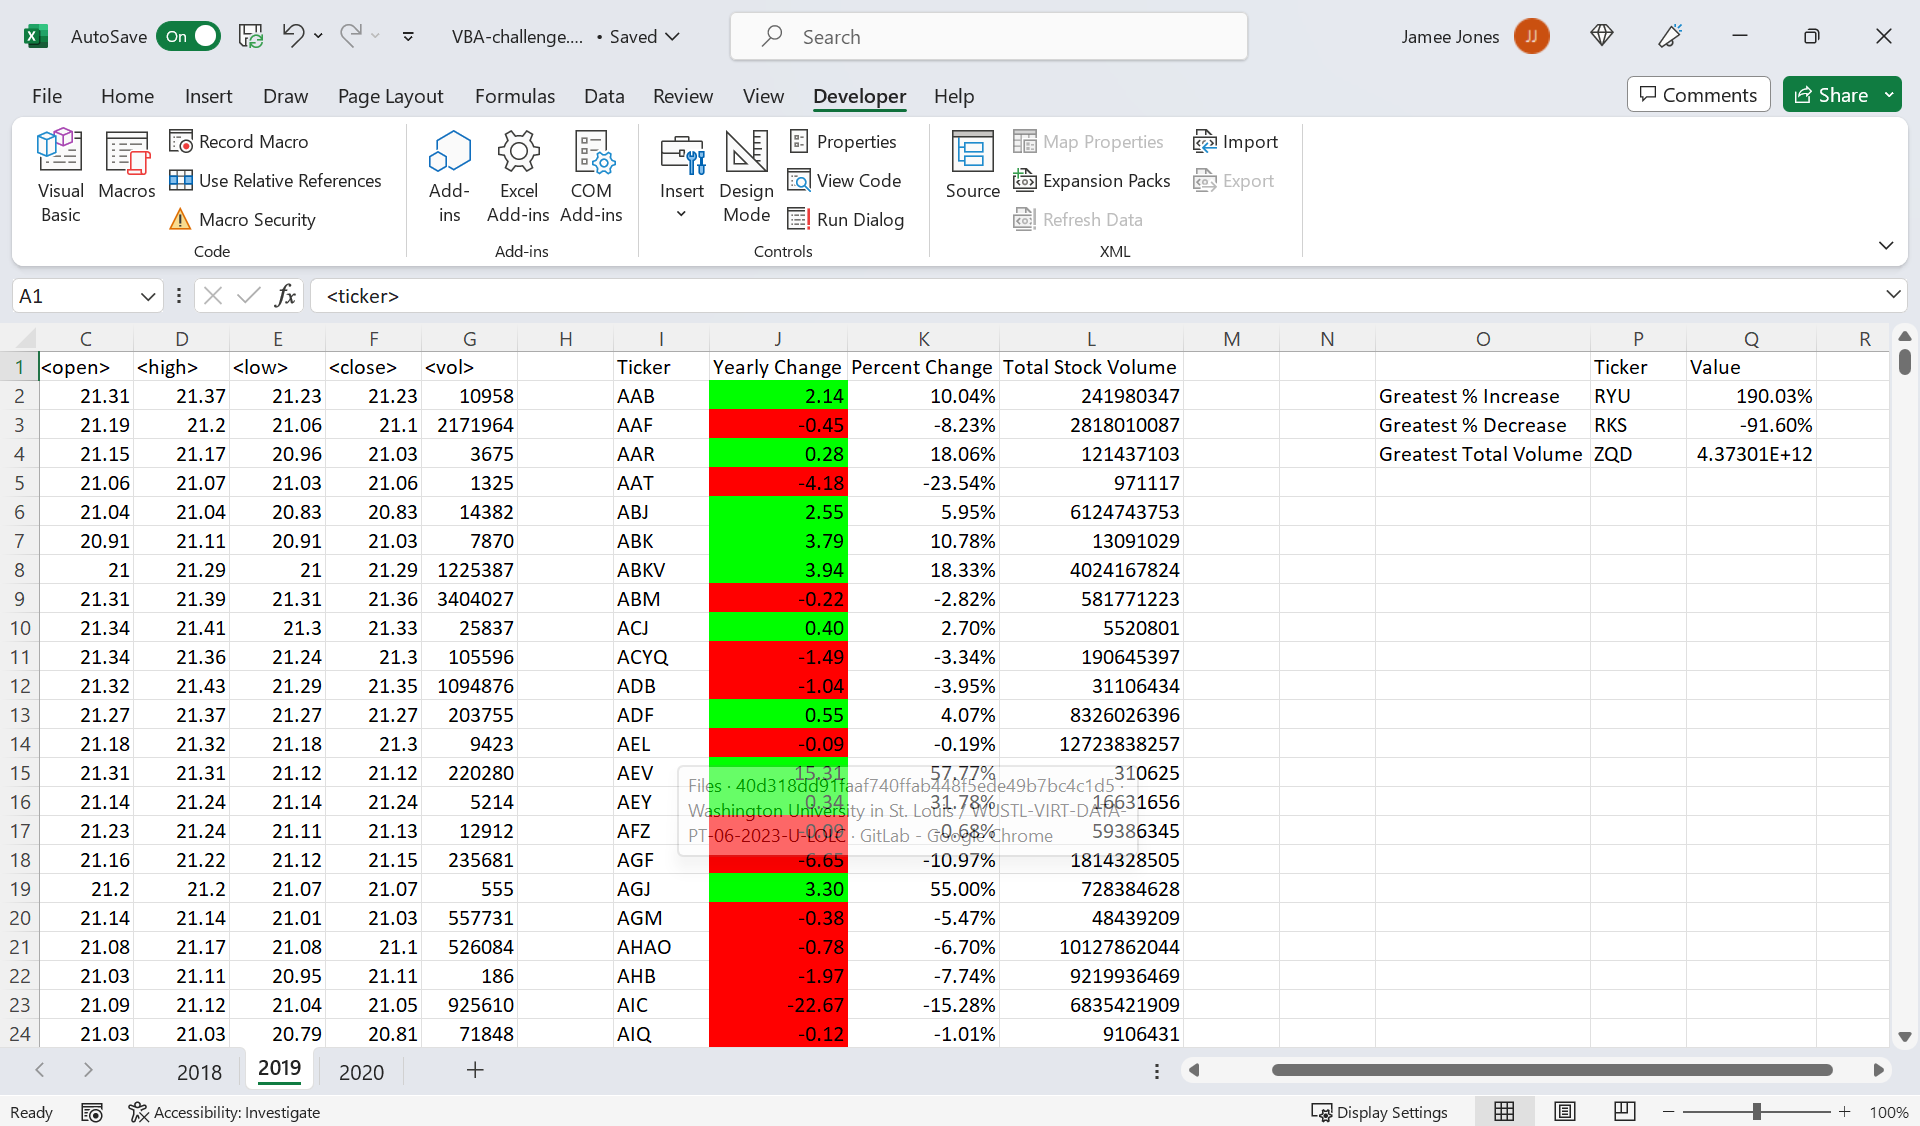 AutoSave On VBA-challenge.... • Saved Search Jamee Jones JJ
File Home Insert Draw Page Layout Formulas Data Review View Developer Help Comments Share
Visual Basic Macros Record Macro Use Relative References Macro Security Code
Add-ins Excel Add-ins COM Add-ins Add-ins
Insert Design Mode Properties View Code Run Dialog Controls
Source Map Properties Expansion Packs Refresh Data Import Export XML
A1 fx <ticker>
C D E F G H I J K L M N O P Q R
1 <open> <high> <low> <close> <vol> Ticker Yearly Change Percent Change Total Stock Volume Ticker Value
2 21.31 21.37 21.23 21.23 10958 AAB 2.14 10.04% 241980347 Greatest % Increase RYU 190.03%
3 21.19 21.2 21.06 21.1 2171964 AAF -0.45 -8.23% 2818010087 Greatest % Decrease RKS -91.60%
4 21.15 21.17 20.96 21.03 3675 AAR 0.28 18.06% 121437103 Greatest Total Volume ZQD 4.37301E+12
5 21.06 21.07 21.03 21.06 1325 AAT -4.18 -23.54% 971117
6 21.04 21.04 20.83 20.83 14382 ABJ 2.55 5.95% 6124743753
7 20.91 21.11 20.91 21.03 7870 ABK 3.79 10.78% 13091029
8 21 21.29 21 21.29 1225387 ABKV 3.94 18.33% 4024167824
9 21.31 21.39 21.31 21.36 3404027 ABM -0.22 -2.82% 581771223
10 21.34 21.41 21.3 21.33 25837 ACJ 0.40 2.70% 5520801
11 21.34 21.36 21.24 21.3 105596 ACYQ -1.49 -3.34% 190645397
12 21.32 21.43 21.29 21.35 1094876 ADB -1.04 -3.95% 31106434
13 21.27 21.37 21.27 21.27 203755 ADF 0.55 4.07% 8326026396
14 21.18 21.32 21.18 21.3 9423 AEL -0.09 -0.19% 12723838257
15 21.31 21.31 21.12 21.12 220280 AEV 15.31 57.77% 310625
Files · 40d318dd91faaf740ffab448f5ede49b7bc4c1d5 ·
16 21.14 21.24 21.14 21.24 5214 AEY 0.34 31.78% 16631656
Washington University in St. Louis / WUSTL-VIRT-DATA-
17 21.23 21.24 21.11 21.13 12912 AFZ -0.09 -0.68% 59386345
PT-06-2023-U-LOLC · GitLab - Google Chrome
18 21.16 21.22 21.12 21.15 235681 AGF -6.65 -10.97% 1814328505
19 21.2 21.2 21.07 21.07 555 AGJ 3.30 55.00% 728384628
20 21.14 21.14 21.01 21.03 557731 AGM -0.38 -5.47% 48439209
21 21.08 21.17 21.08 21.1 526084 AHAO -0.78 -6.70% 10127862044
22 21.03 21.11 20.95 21.11 186 AHB -1.97 -7.74% 9219936469
23 21.09 21.12 21.04 21.05 925610 AIC -22.67 -15.28% 6835421909
24 21.03 21.03 20.79 20.81 71848 AIQ -0.12 -1.01% 9106431
2018 2019 2020
Ready Accessibility: Investigate Display Settings 100%